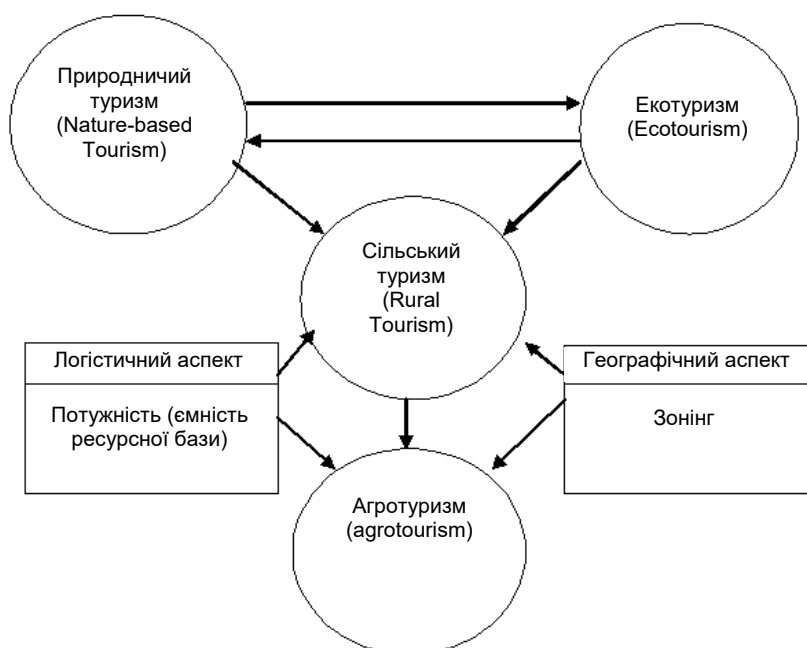 Природничий
туризм
(Nature-based
Tourism)
Екотуризм
(Ecotourism)
Сільський
туризм
(Rural
Tourism)
Логістичний аспект
Потужність (ємність
ресурсної бази)
Географічний аспект
Зонінг
Агротуризм
(agrotourism)